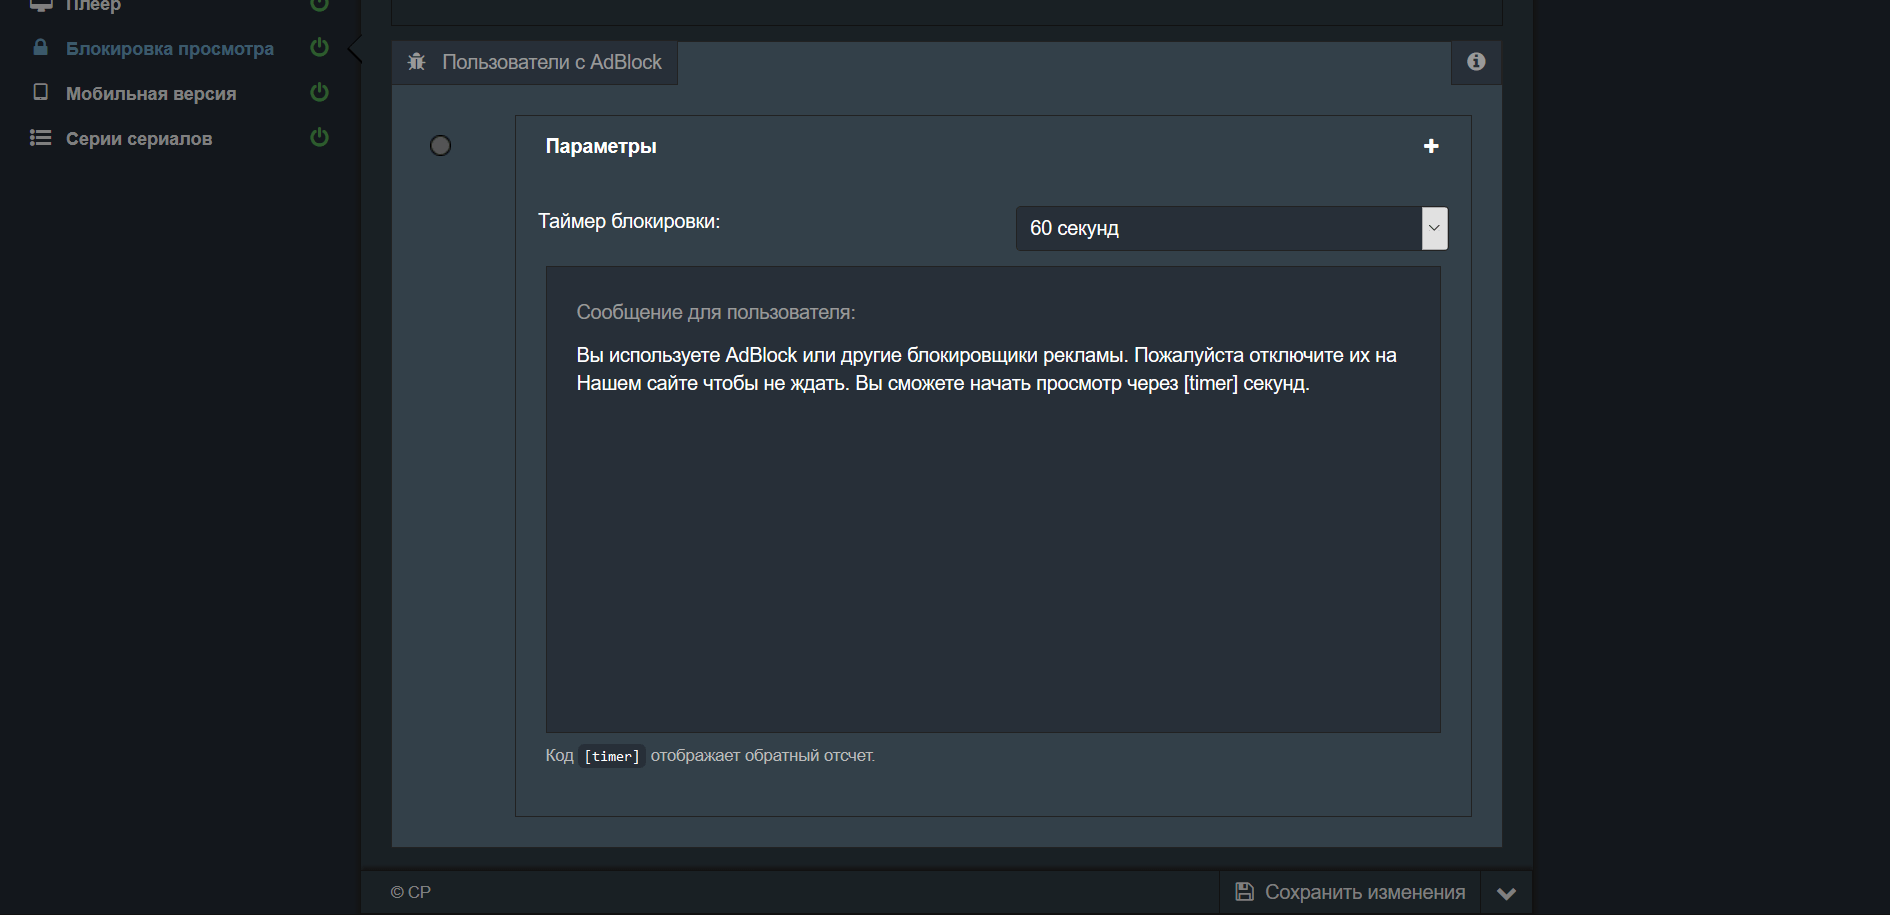 Плеер
Блокировка просмотра
Мобильная версия
Серии сериалов
Пользователи с AdBlock
Параметры
Таймер блокировки:
60 секунд
Сообщение для пользователя:
Вы используете AdBlock или другие блокировщики рекламы. Пожалуйста отключите их на
Нашем сайте чтобы не ждать. Вы сможете начать просмотр через [timer] секунд.
Код [timer] отображает обратный отсчет.
© CP
Сохранить изменения